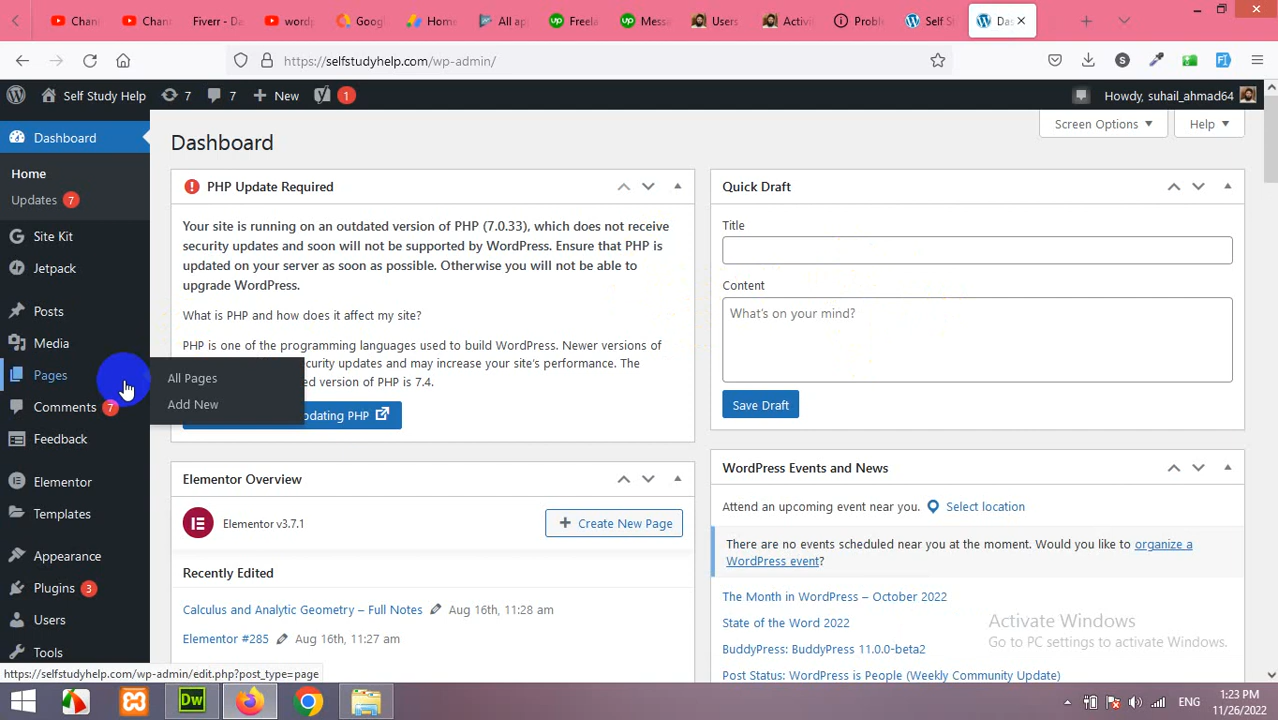 Chann
Chann
Fiverr - Da
wordp
Googl
Home
All ap
Freela
Messa
Users
Activi
Proble
Self St
Das
https://selfstudyhelp.com/wp-admin/
Self Study Help
7
7
New
1
Howdy, suhail_ahmad64
Dashboard
Home
Updates 7
Site Kit
Jetpack
Posts
Media
Pages
Comments 7
Feedback
Elementor
Templates
Appearance
Plugins 3
Users
Tools
All Pages
Add New
Dashboard
Screen Options
Help
PHP Update Required
Your site is running on an outdated version of PHP (7.0.33), which does not receive
security updates and soon will not be supported by WordPress. Ensure that PHP is
updated on your server as soon as possible. Otherwise you will not be able to
upgrade WordPress.
What is PHP and how does it affect my site?
PHP is one of the programming languages used to build WordPress. Newer versions of
curity updates and may increase your site's performance. The
ed version of PHP is 7.4.
pdating PHP
Elementor Overview
Elementor v3.7.1
Create New Page
Recently Edited
Calculus and Analytic Geometry – Full Notes Aug 16th, 11:28 am
Elementor #285 Aug 16th, 11:27 am
Quick Draft
Title
Content
What's on your mind?
Save Draft
WordPress Events and News
Attend an upcoming event near you. Select location
There are no events scheduled near you at the moment. Would you like to organize a
WordPress event?
The Month in WordPress – October 2022
State of the Word 2022
BuddyPress: BuddyPress 11.0.0-beta2
Post Status: WordPress is People (Weekly Community Update)
Activate Windows
Go to PC settings to activate Windows.
https://selfstudyhelp.com/wp-admin/edit.php?post_type=page
Dw
ENG
1:23 PM
11/26/2022